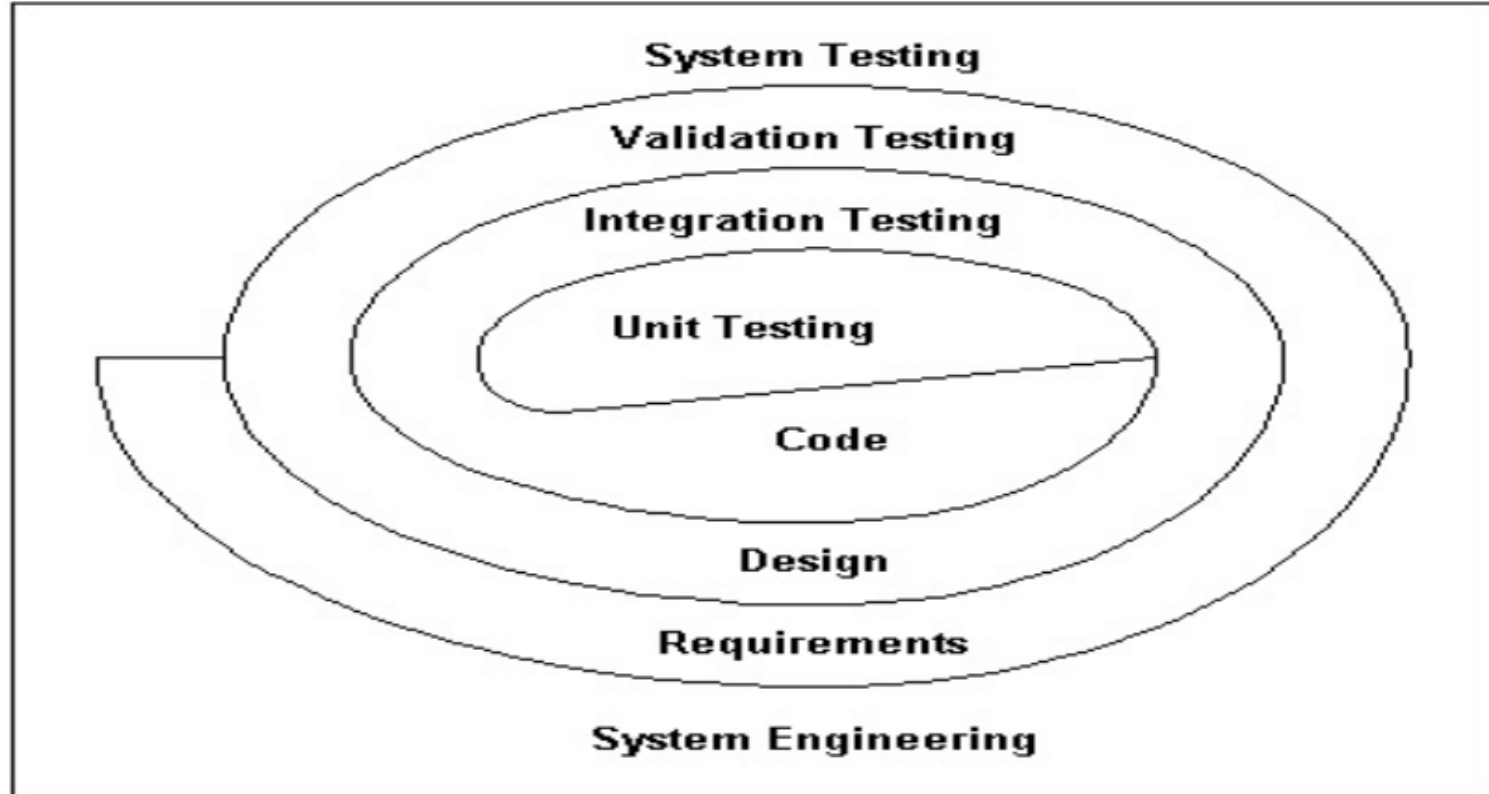 System Testing
Validation Testing
Integration Testing
Unit Testing
Code
Design
Requirements
System Engineering